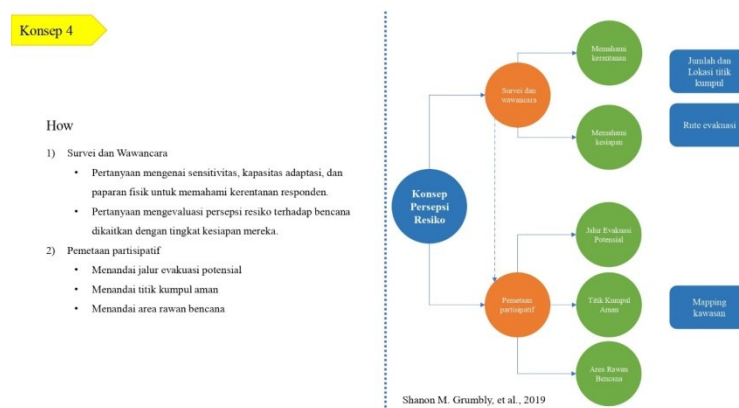 Konsep 4
How
1) Survei dan Wawancara
• Pertanyaan mengenai sensitivitas, kapasitas adaptasi, dan
paparan fisik untuk memahami kerentanan responden.
• Pertanyaan mengevaluasi persepsi resiko terhadap bencana
dikaitkan dengan tingkat kesiapan mereka.
2) Pemetaan partisipatif
• Menandai jalur evakuasi potensial
• Menandai titik kumpul aman
• Menandai area rawan bencana
Konsep
Persepsi
Resiko
Survei dan
wawancara
Memahami
kerentanan
Memahami
kesiapan
Pemetaan
partisipatif
Jalur Evakuasi
Potensial
Titik Kumpul
Aman
Area Rawan
Bencana
Jumlah dan
Lokasi titik
kumpul
Rute evakuasi
Mapping
kawasan
Shanon M. Grumbly, et al., 2019